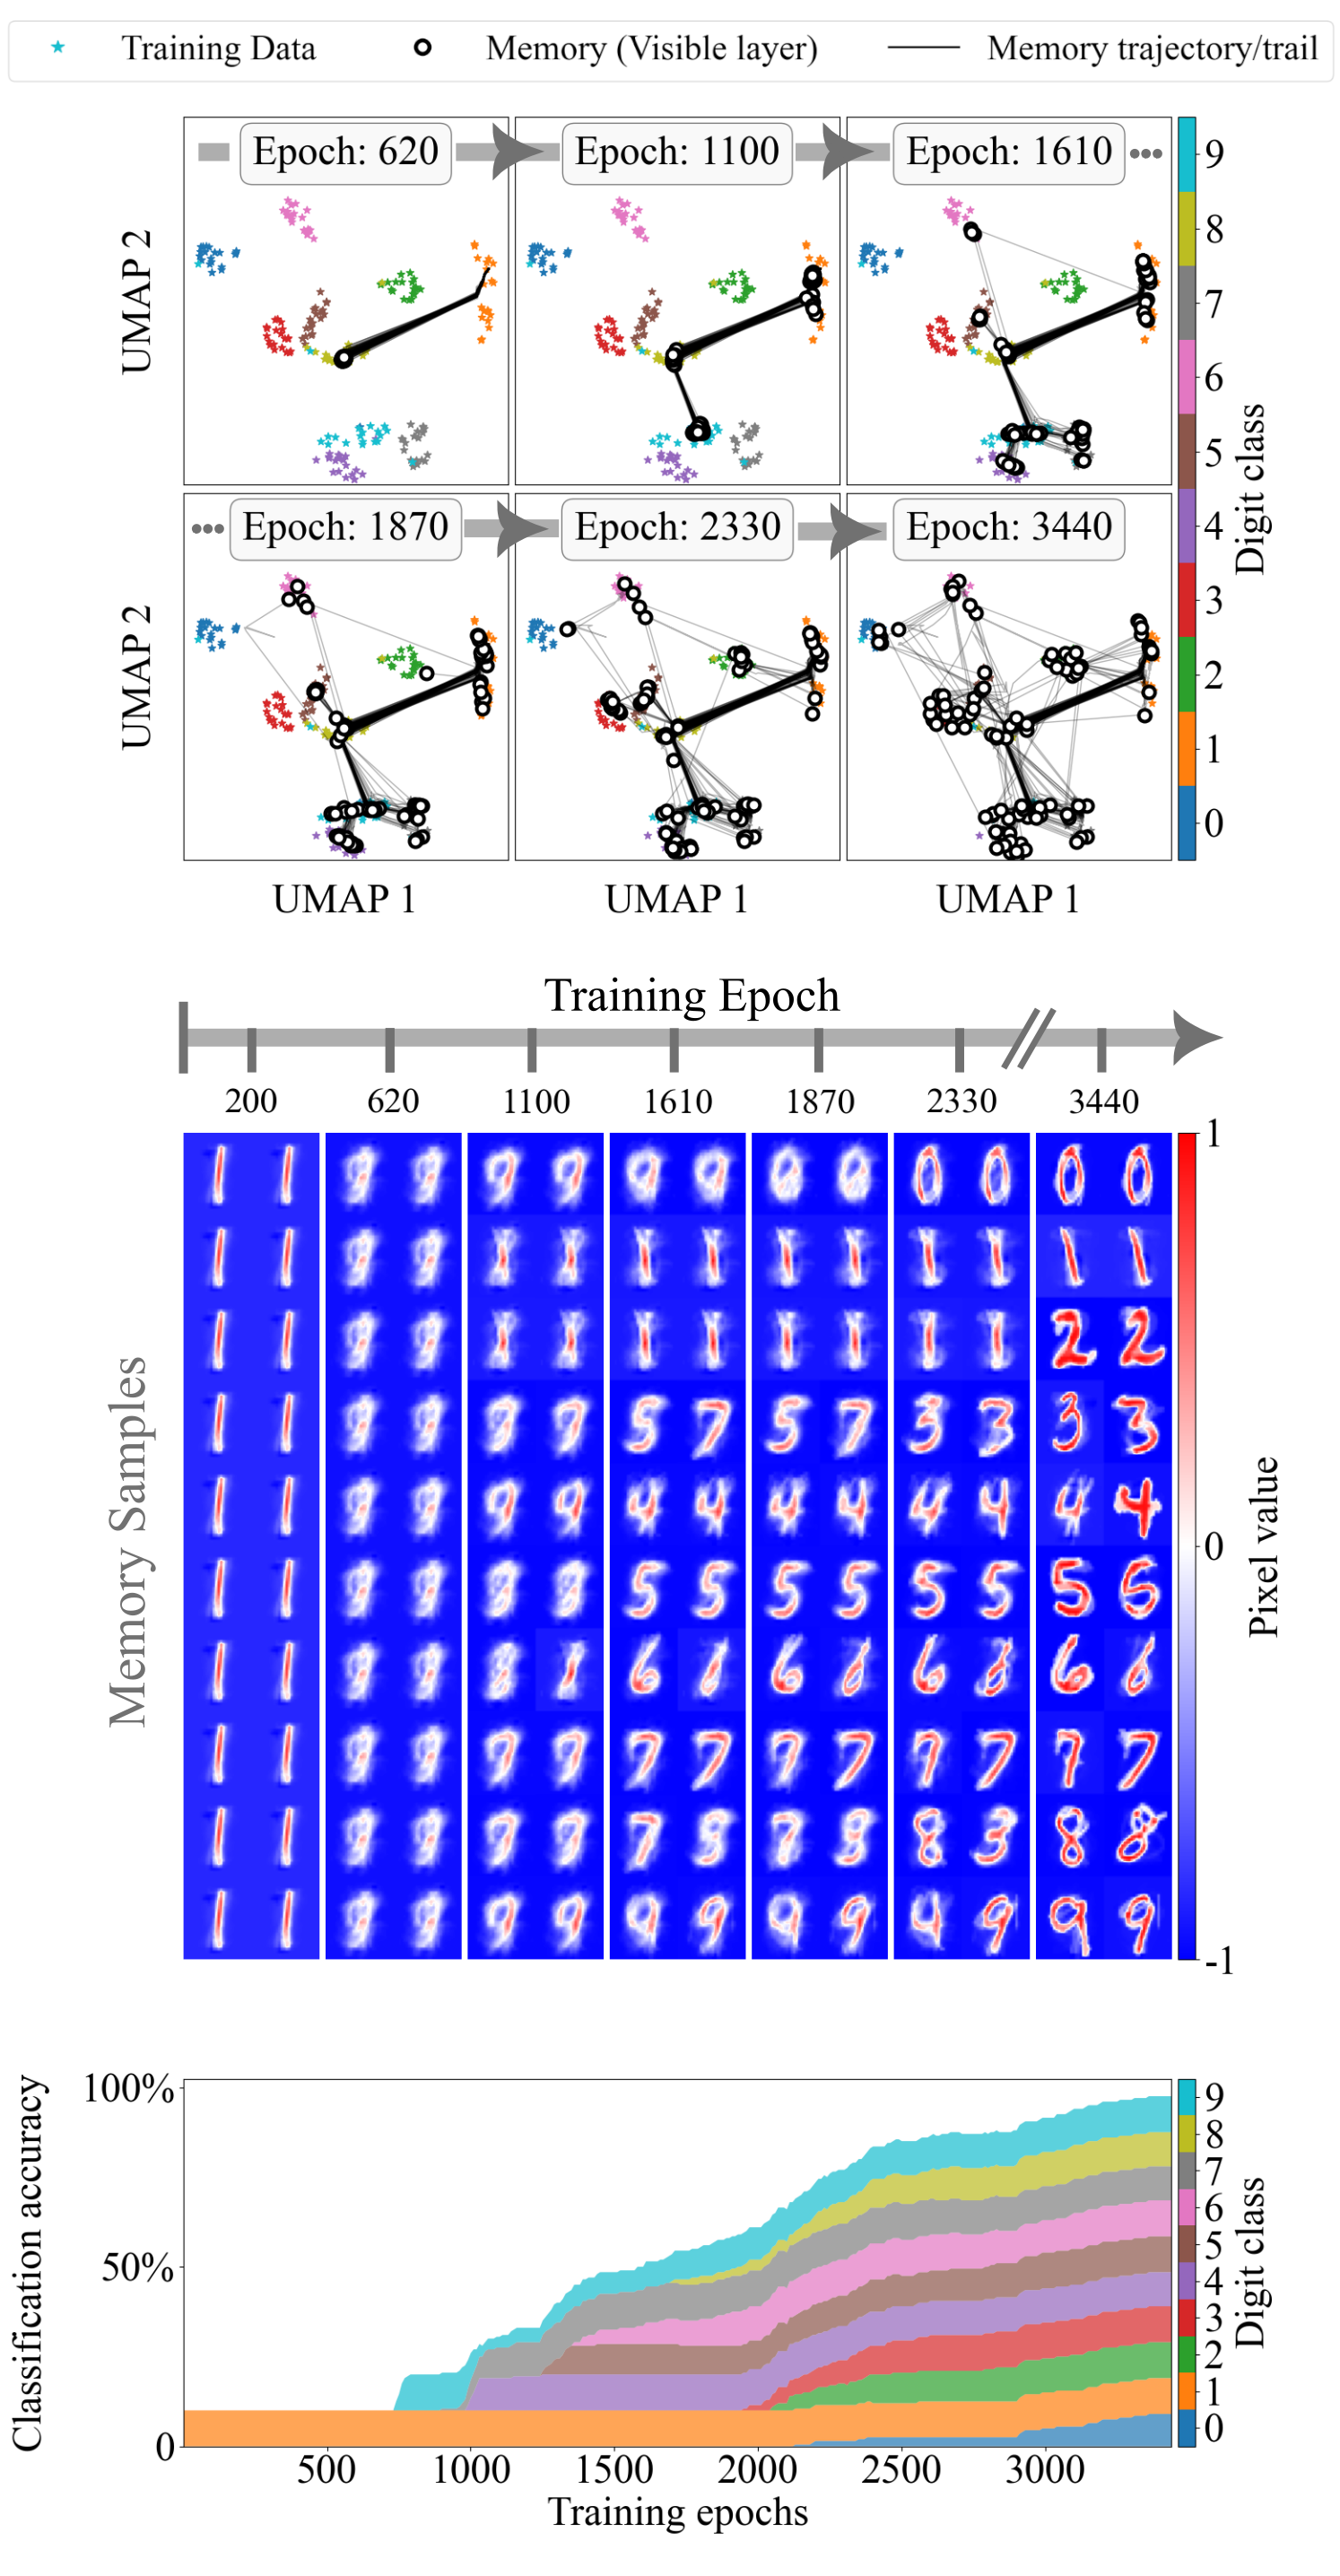 Training Data
Memory (Visible layer)
Memory trajectory/trail
Epoch: 620
Epoch: 1100
Epoch: 1610
UMAP 2
9
8
7
6
5
4
3
2
1
0
Digit class
Epoch: 1870
Epoch: 2330
Epoch: 3440
UMAP 2
UMAP 1
UMAP 1
UMAP 1
Training Epoch
200
620
1100
1610
1870
2330
3440
Memory Samples
1
0
-1
Pixel value
Classification accuracy
100%
50%
0
500
1000
1500
2000
2500
3000
Training epochs
9
8
7
6
5
4
3
2
1
0
Digit class